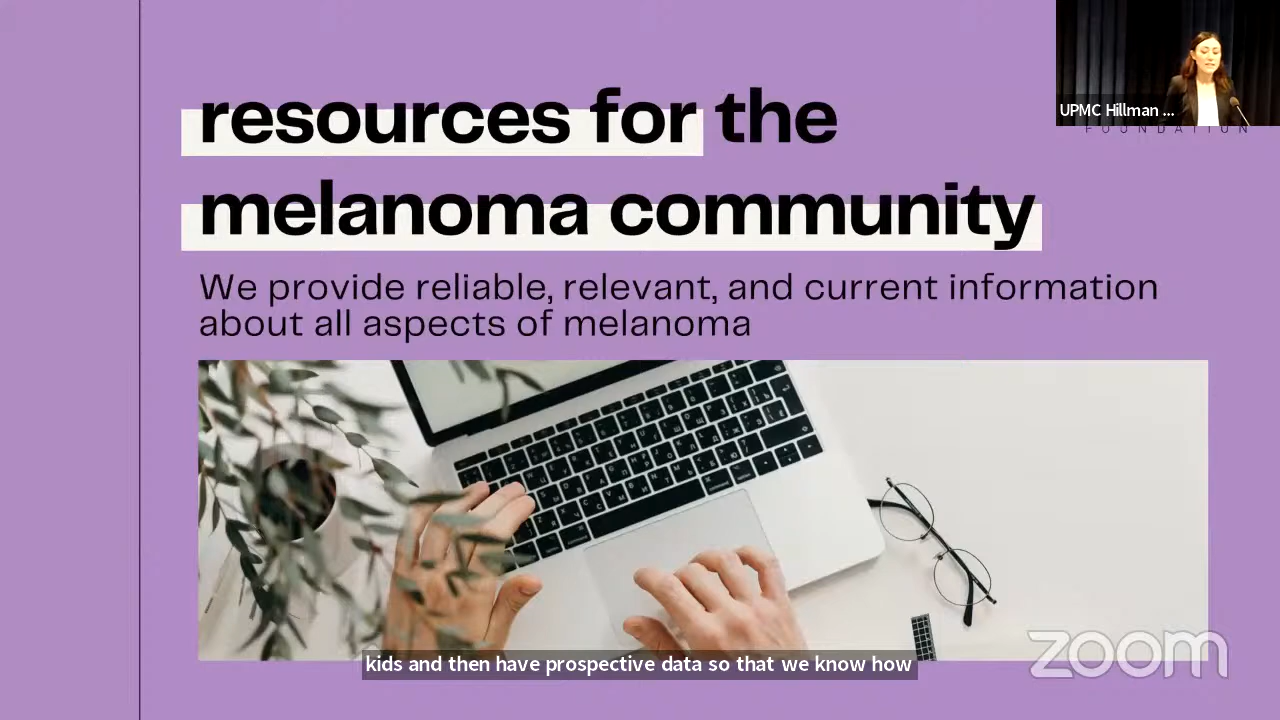 UPMC Hillman ...
FOUNDATION
resources for the
melanoma community
We provide reliable, relevant, and current information
about all aspects of melanoma
kids and then have prospective data so that we know how
zoom